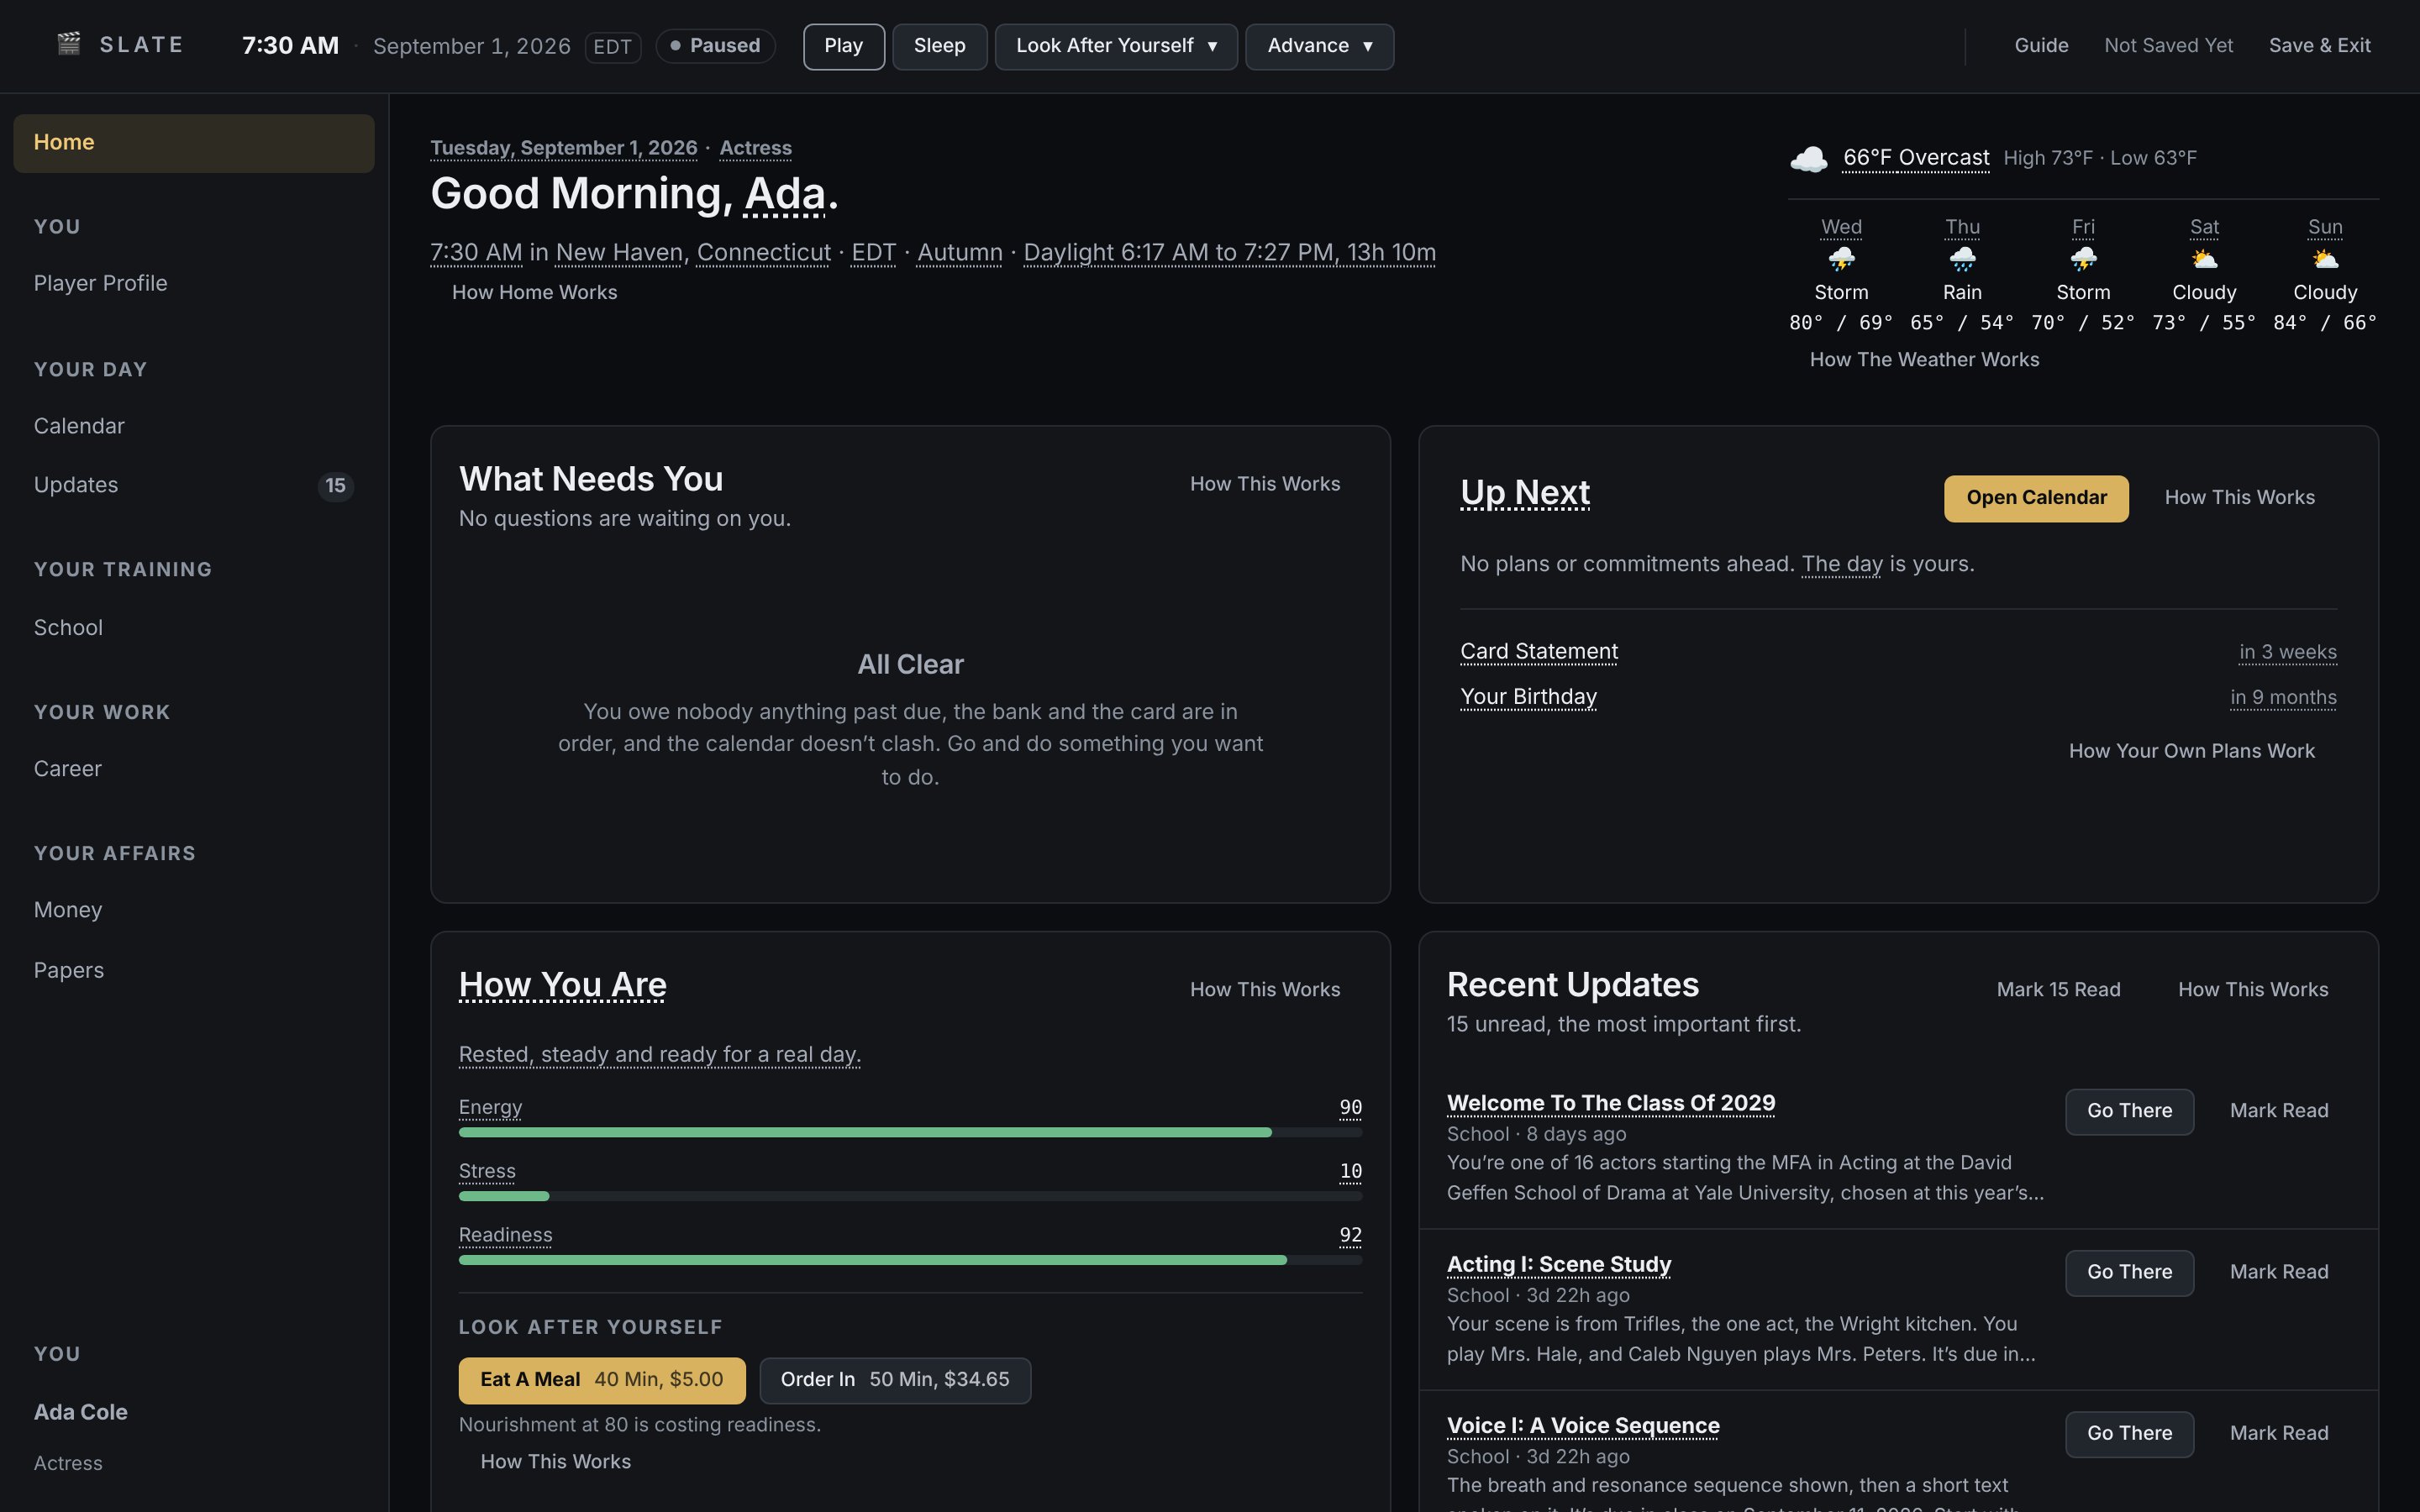 SLATE
7:30 AM · September 1, 2026 EDT Paused
Play
Sleep
Look After Yourself ▾
Advance ▾
Guide
Not Saved Yet
Save & Exit
Home
YOU
Player Profile
YOUR DAY
Calendar
Updates 15
YOUR TRAINING
School
YOUR WORK
Career
YOUR AFFAIRS
Money
Papers
YOU
Ada Cole
Actress
Tuesday, September 1, 2026 · Actress
Good Morning, Ada.
7:30 AM in New Haven, Connecticut · EDT · Autumn · Daylight 6:17 AM to 7:27 PM, 13h 10m
How Home Works
66°F Overcast High 73°F · Low 63°F
Wed Thu Fri Sat Sun
Storm Rain Storm Cloudy Cloudy
80° / 69° 65° / 54° 70° / 52° 73° / 55° 84° / 66°
How The Weather Works
What Needs You
How This Works
No questions are waiting on you.
All Clear
You owe nobody anything past due, the bank and the card are in
order, and the calendar doesn’t clash. Go and do something you want
to do.
Up Next
Open Calendar
How This Works
No plans or commitments ahead. The day is yours.
Card Statement in 3 weeks
Your Birthday in 9 months
How Your Own Plans Work
How You Are
How This Works
Rested, steady and ready for a real day.
Energy 90
Stress 10
Readiness 92
LOOK AFTER YOURSELF
Eat A Meal 40 Min, $5.00
Order In 50 Min, $34.65
Nourishment at 80 is costing readiness.
How This Works
Recent Updates
Mark 15 Read
How This Works
15 unread, the most important first.
Welcome To The Class Of 2029
Go There
Mark Read
School · 8 days ago
You’re one of 16 actors starting the MFA in Acting at the David
Geffen School of Drama at Yale University, chosen at this year’s…
Acting I: Scene Study
Go There
Mark Read
School · 3d 22h ago
Your scene is from Trifles, the one act, the Wright kitchen. You
play Mrs. Hale, and Caleb Nguyen plays Mrs. Peters. It’s due in…
Voice I: A Voice Sequence
Go There
Mark Read
School · 3d 22h ago
The breath and resonance sequence shown, then a short text